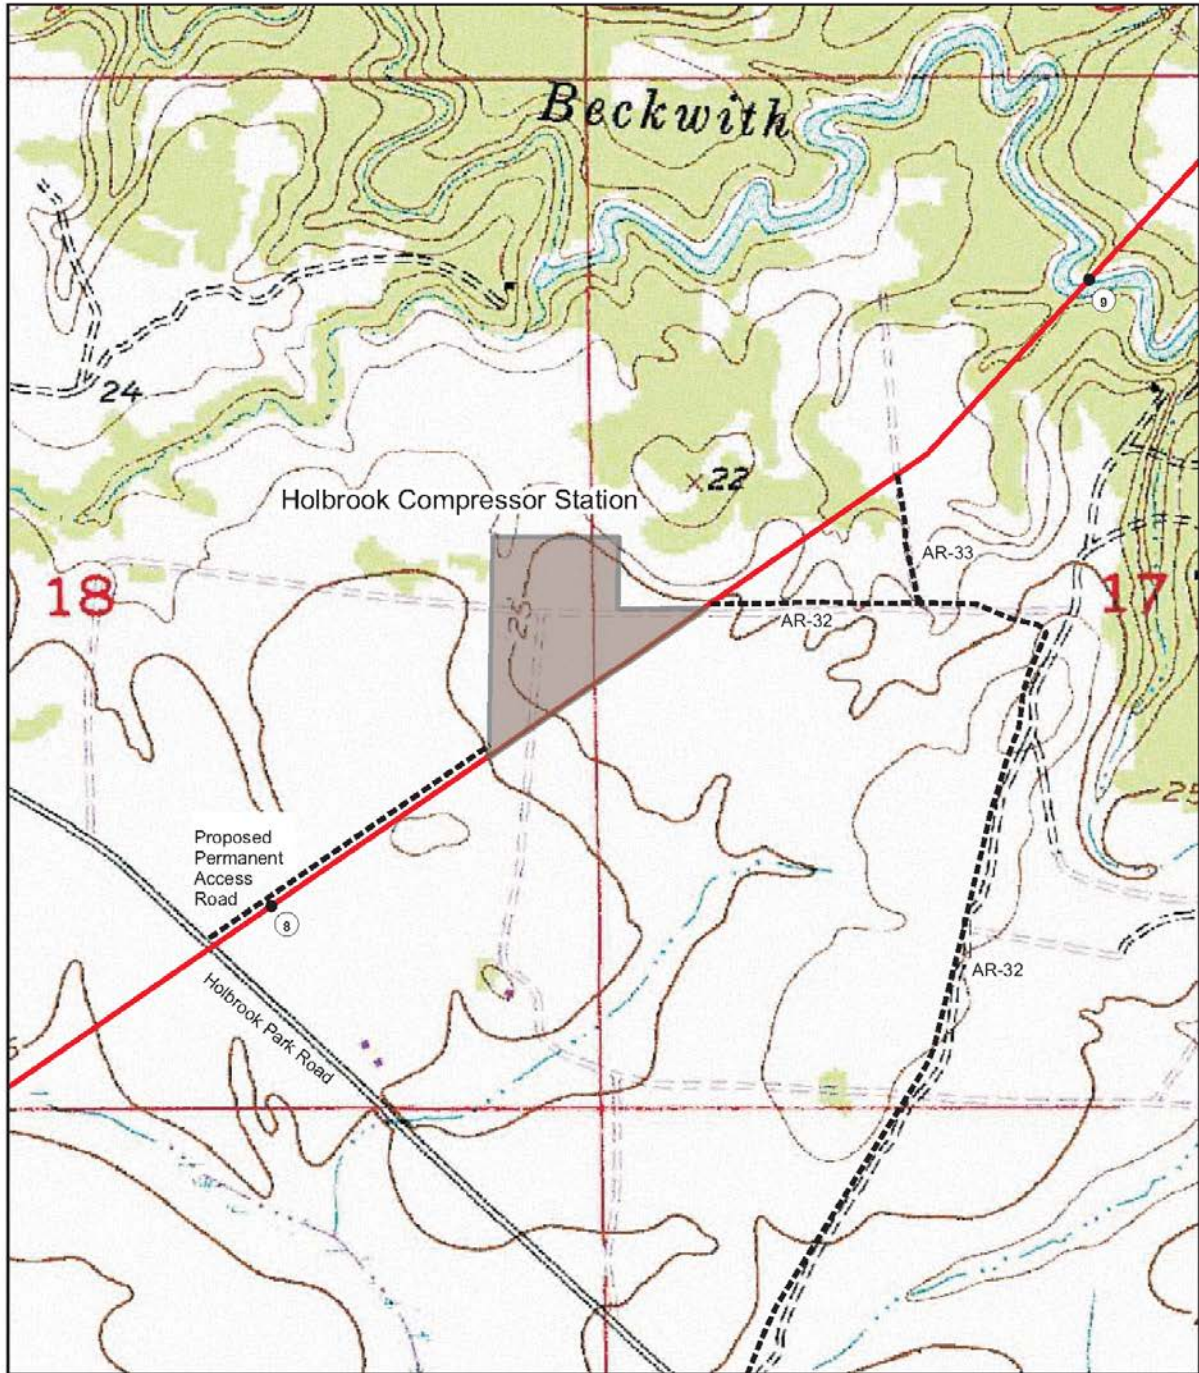 Beckwith
9
24
22
Holbrook Compressor Station
AR-33
18
17
AR-32
25
25
Proposed
Permanent
Access
Road
8
AR-32
Holbrook Park Road